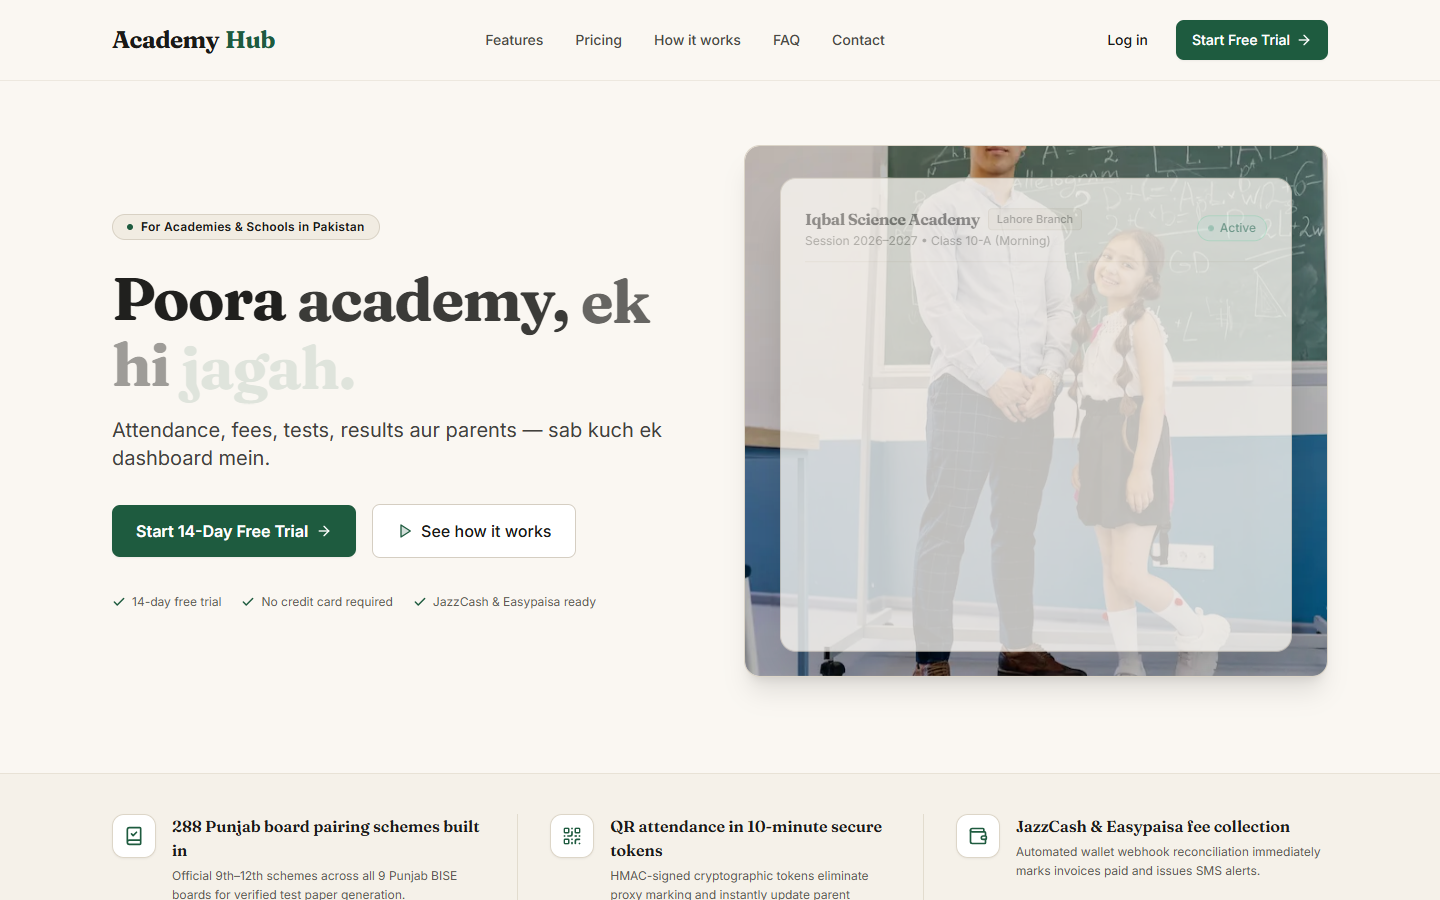 Academy Hub
Features
Pricing
How it works
FAQ
Contact
Log in
Start Free Trial
For Academies & Schools in Pakistan
Poora academy, ek
hi jagah.
Attendance, fees, tests, results aur parents — sab kuch ek
dashboard mein.
Start 14-Day Free Trial
See how it works
14-day free trial
No credit card required
JazzCash & Easypaisa ready
Iqbal Science Academy
Lahore Branch
Session 2026–2027 • Class 10-A (Morning)
Active
288 Punjab board pairing schemes built
in
Official 9th–12th schemes across all 9 Punjab BISE
boards for verified test paper generation.
QR attendance in 10-minute secure
tokens
HMAC-signed cryptographic tokens eliminate
proxy marking and instantly update parent
JazzCash & Easypaisa fee collection
Automated wallet webhook reconciliation immediately
marks invoices paid and issues SMS alerts.